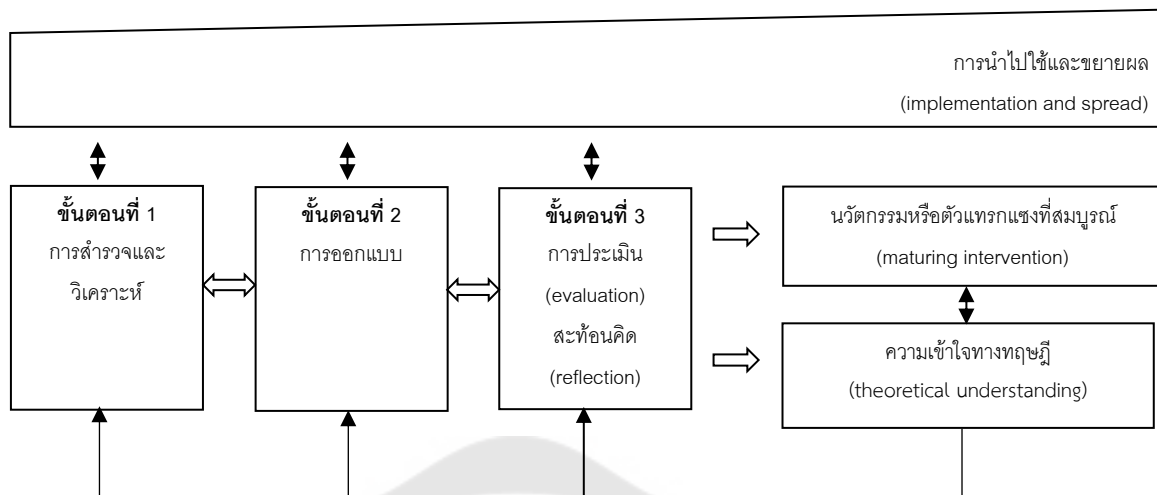 การนำไปใช้และขยายผล
(implementation and spread)
ขั้นตอนที่ 1
การสำรวจและ
วิเคราะห์
ขั้นตอนที่ 2
การออกแบบ
ขั้นตอนที่ 3
การประเมิน
(evaluation)
สะท้อนคิด
(reflection)
นวัตกรรมหรือตัวแทรกแซงที่สมบูรณ์
(maturing intervention)
ความเข้าใจทางทฤษฎี
(theoretical understanding)